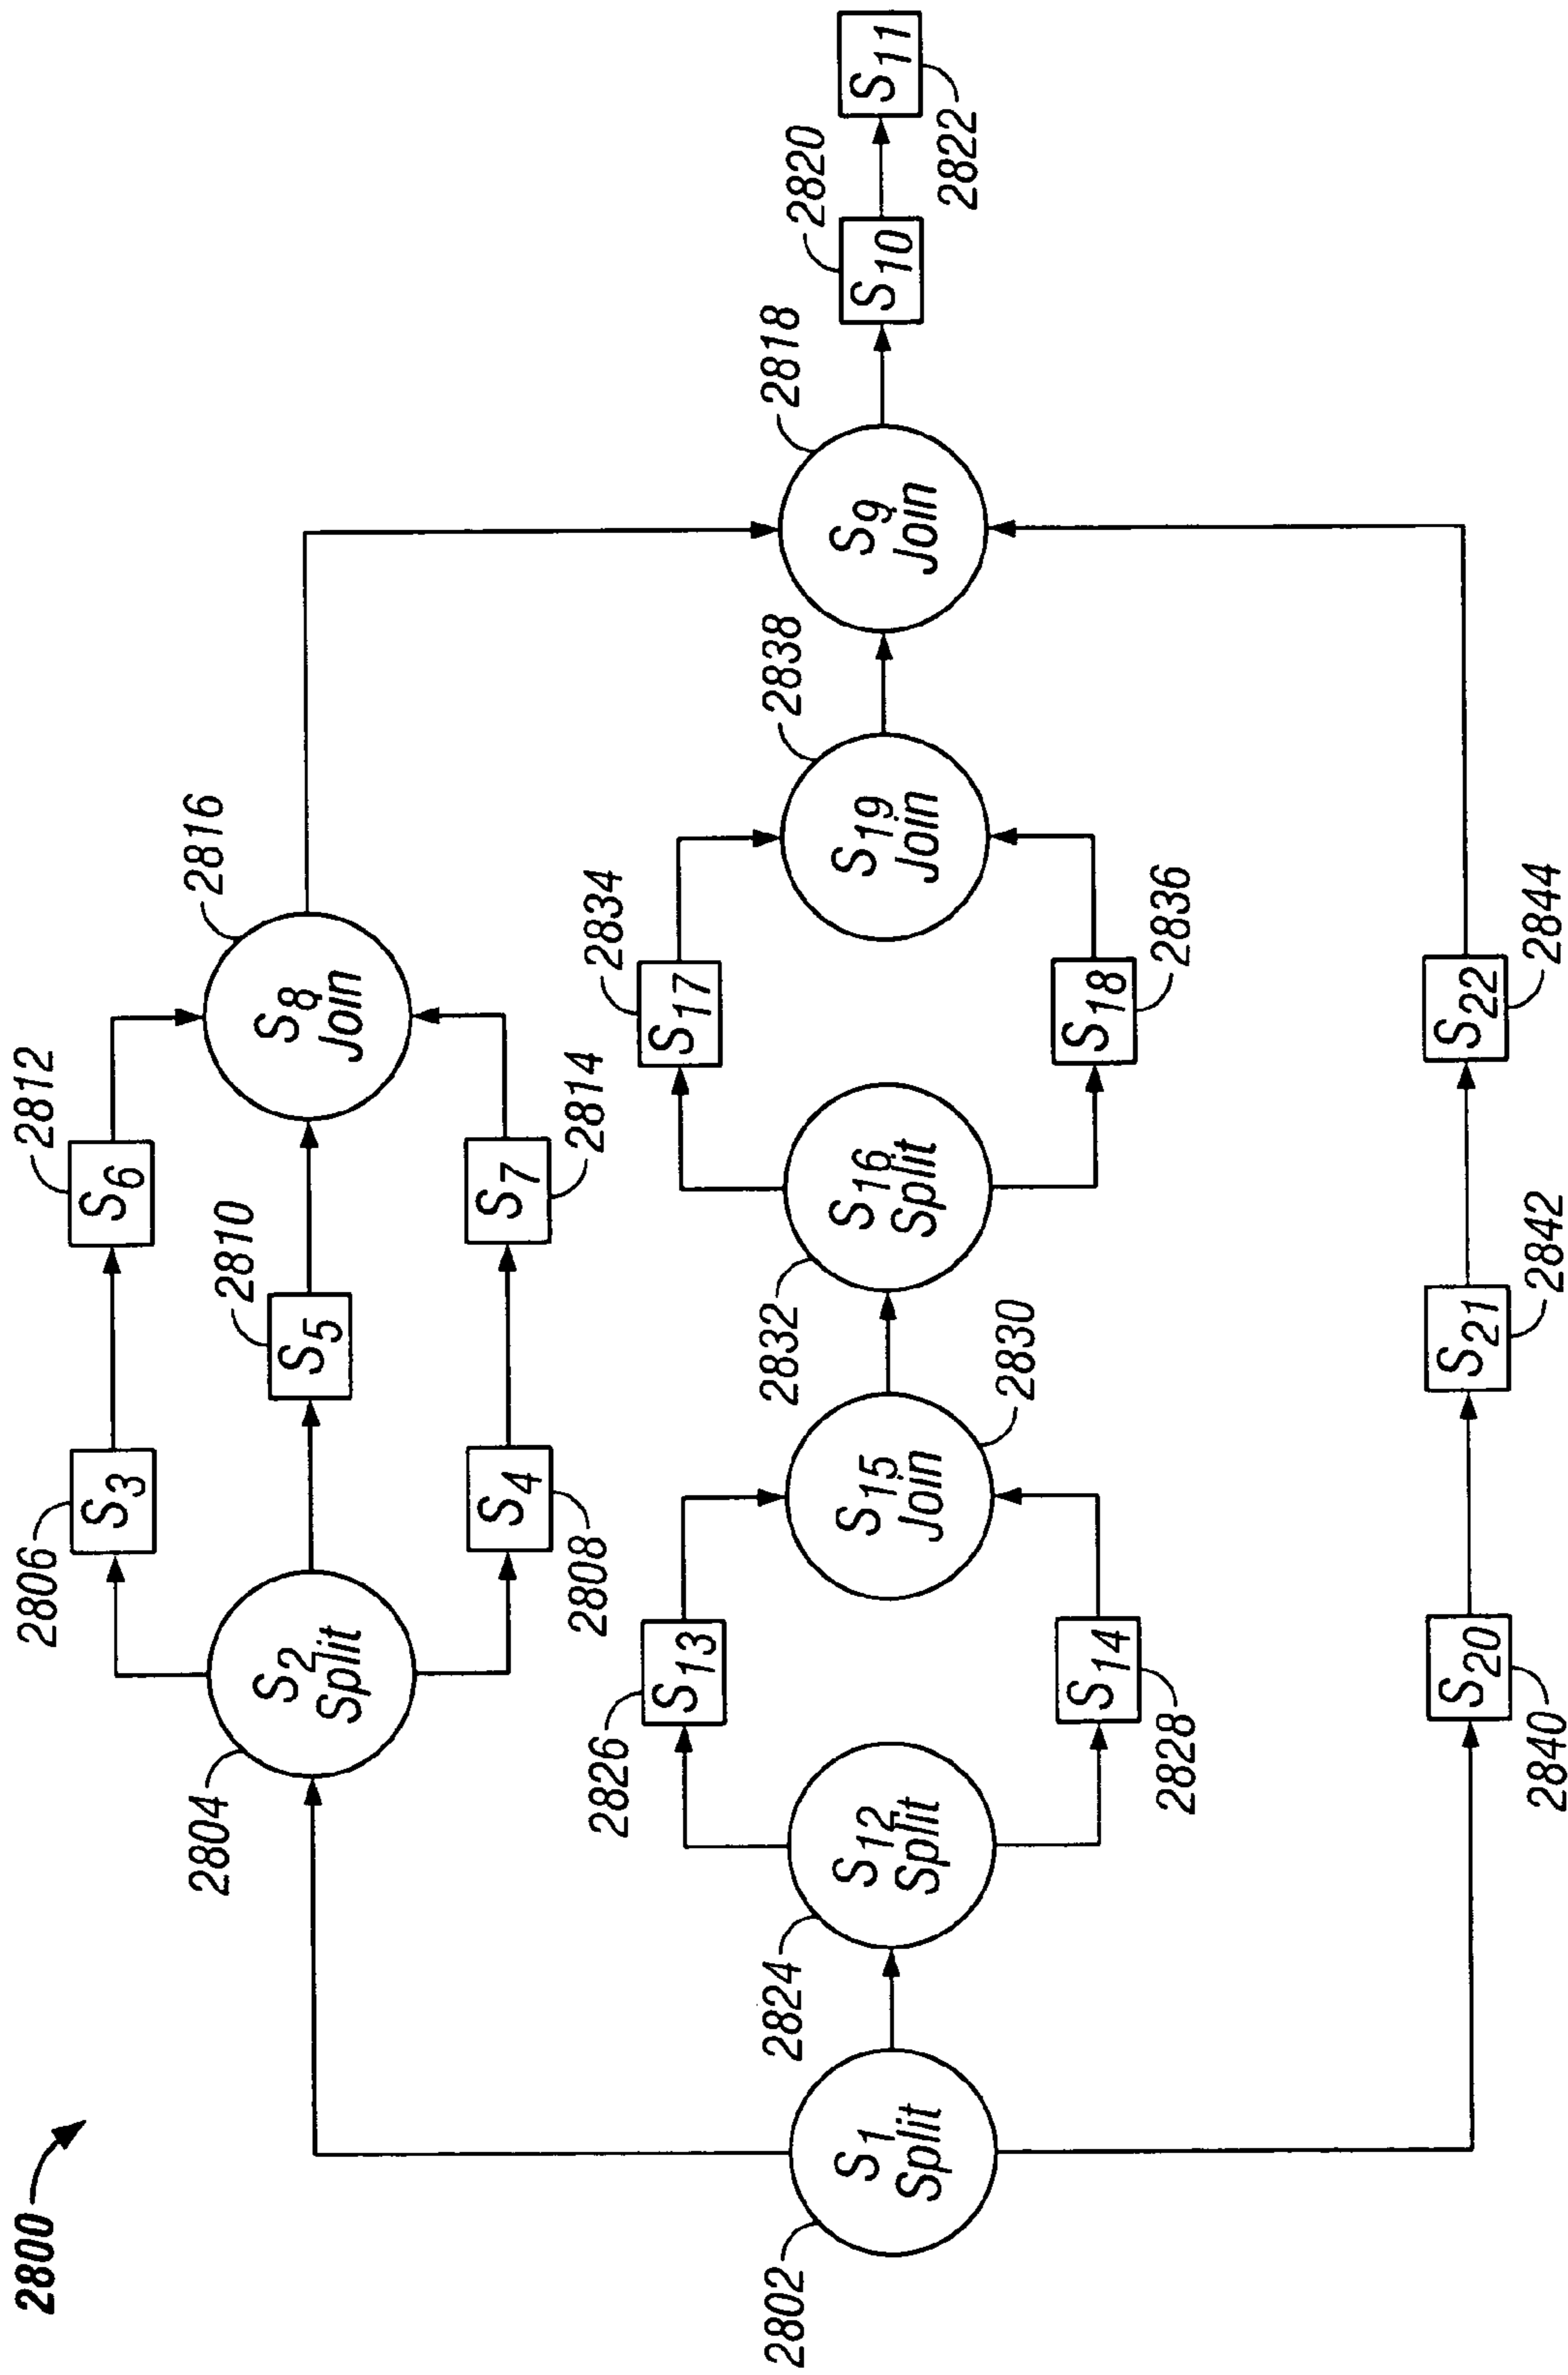 2800
2802
S1
Split
2804
S2
Split
2806
S3
2812
S6
2810
S5
2808
S4
2814
S7
2816
S8
Join
2824
S12
Split
2826
S13
2828
S14
2830
S15
Join
2832
S16
Split
2834
S17
2836
S18
2838
S19
Join
2818
S9
Join
2820
S10
2822
S11
2840
S20
2842
S21
2844
S22